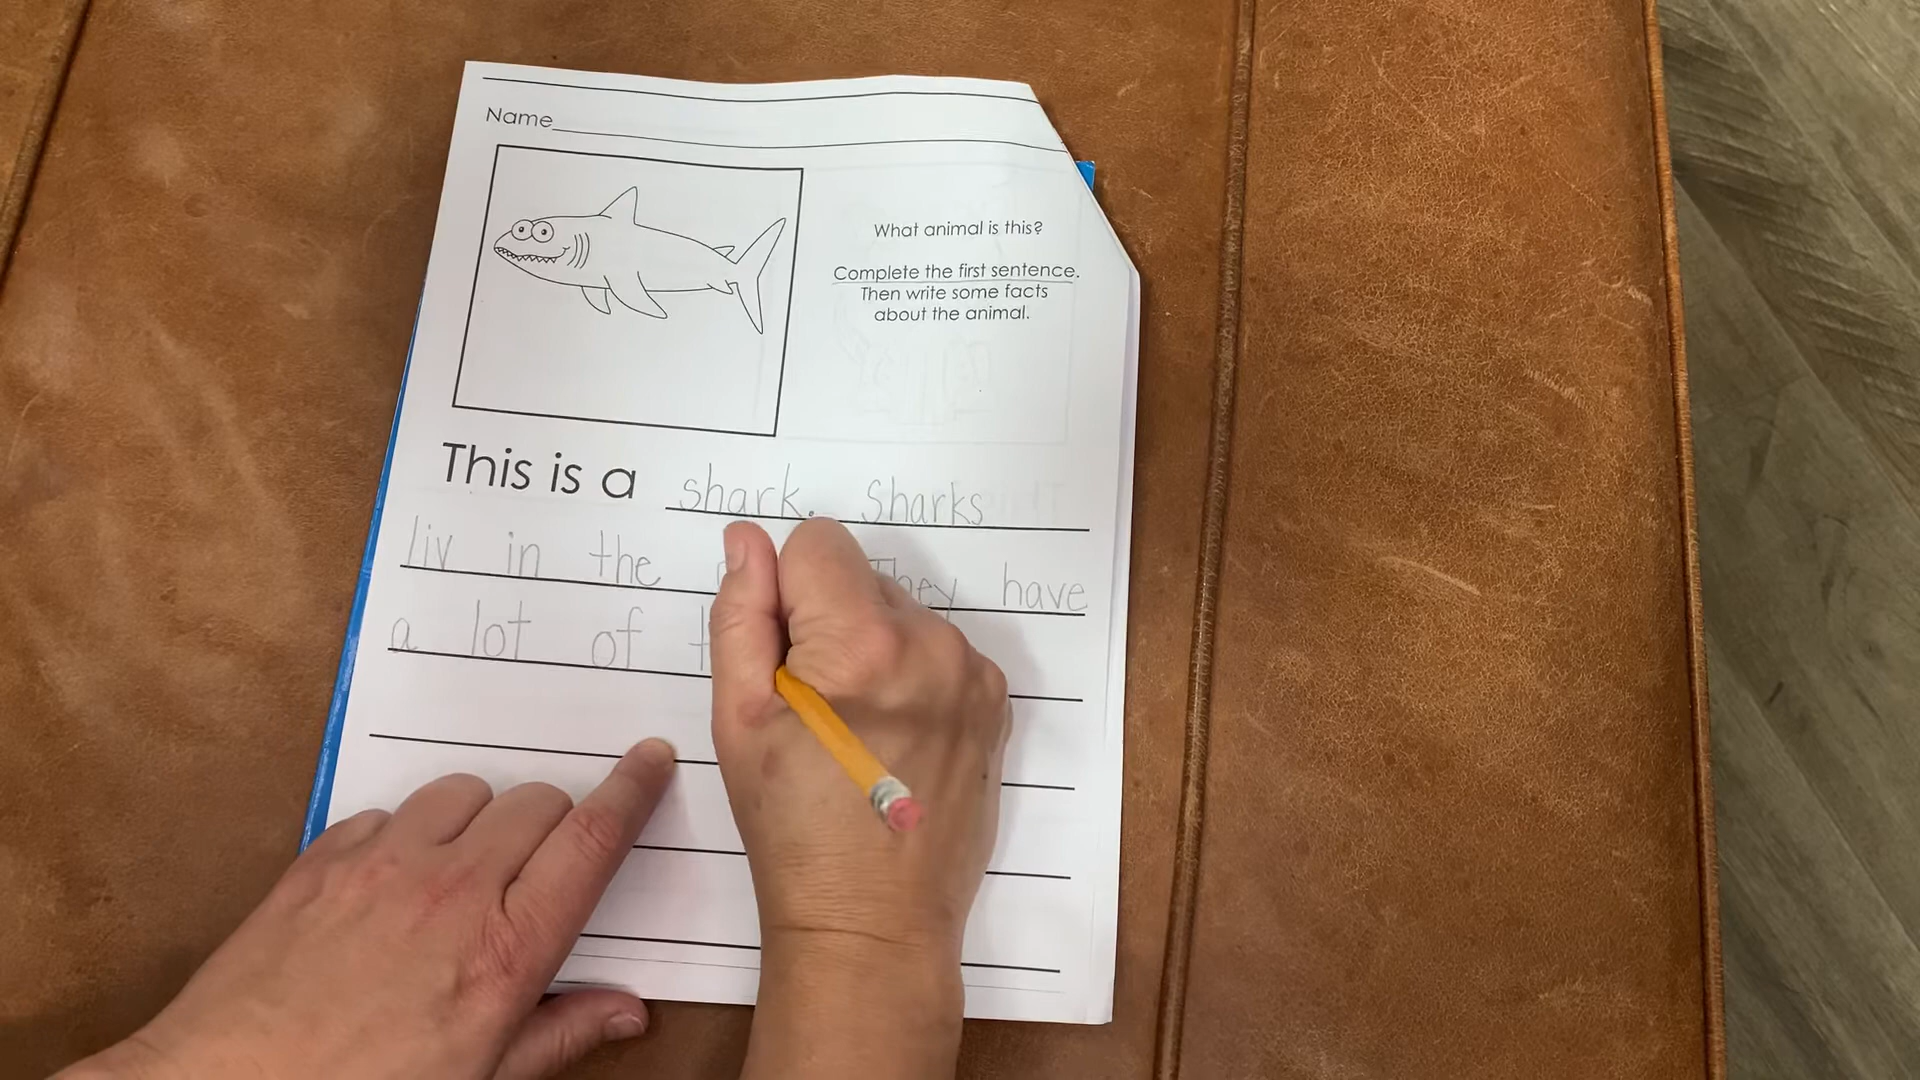 Name
What animal is this?
Complete the first sentence.
Then write some facts
about the animal.
This is a shark. Sharks
liv in the They have
a lot of